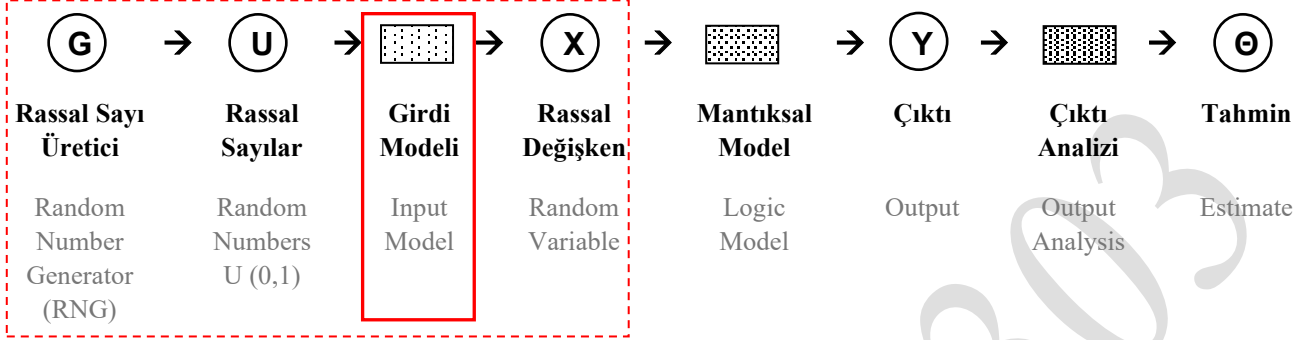 G → U → → X → → Y → → Θ
Rassal Sayı Üretici
Rassal Sayılar
Girdi Modeli
Rassal Değişken
Mantıksal Model
Çıktı
Çıktı Analizi
Tahmin
Random Number Generator (RNG)
Random Numbers U (0,1)
Input Model
Random Variable
Logic Model
Output
Output Analysis
Estimate
303